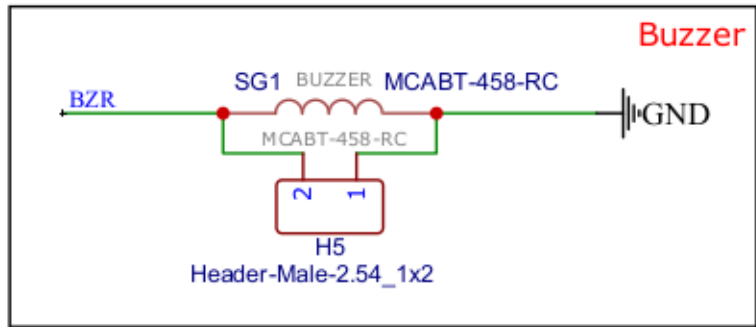 Buzzer
SG1 BUZZER MCABT-458-RC
BZR
GND
MCABT-458-RC
2 1
H5
Header-Male-2.54_1x2